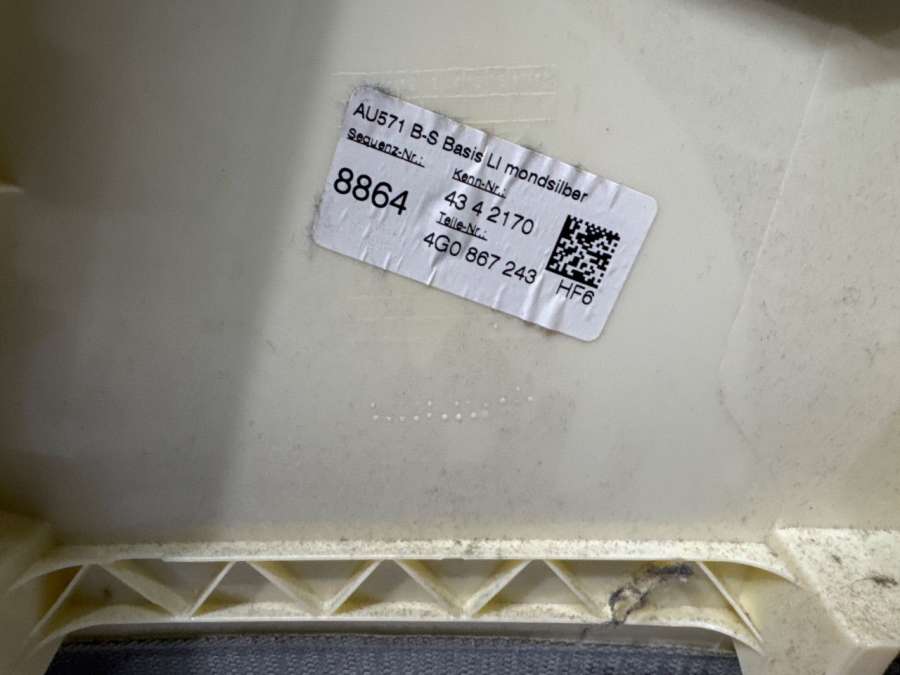 AU571 B-S Basis LI mondsilber
Sequenz-Nr.:
8864
Kenn-Nr.:
43 4 2170
Teile-Nr.:
4G0 867 243
HF6